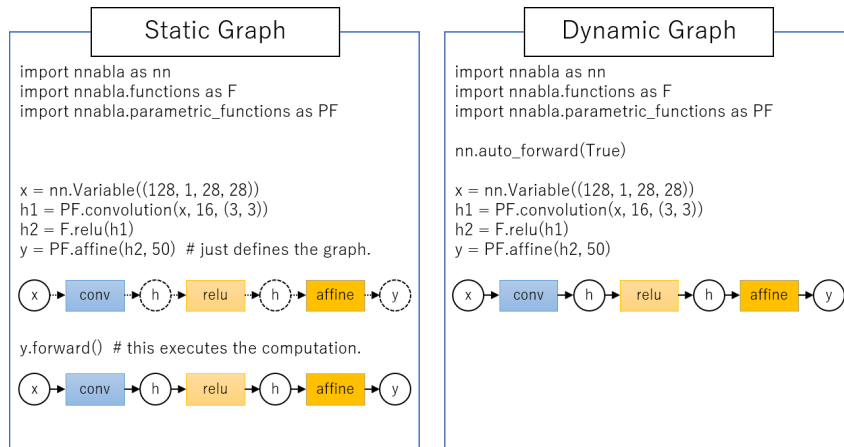 Static Graph
import nnabla as nn
import nnabla.functions as F
import nnabla.parametric_functions as PF
x = nn.Variable((128, 1, 28, 28))
h1 = PF.convolution(x, 16, (3, 3))
h2 = F.relu(h1)
y = PF.affine(h2, 50)  # just defines the graph.
x conv h relu h affine y
y.forward()  # this executes the computation.
x conv h relu h affine y
Dynamic Graph
import nnabla as nn
import nnabla.functions as F
import nnabla.parametric_functions as PF
nn.auto_forward(True)
x = nn.Variable((128, 1, 28, 28))
h1 = PF.convolution(x, 16, (3, 3))
h2 = F.relu(h1)
y = PF.affine(h2, 50)
x conv h relu h affine y